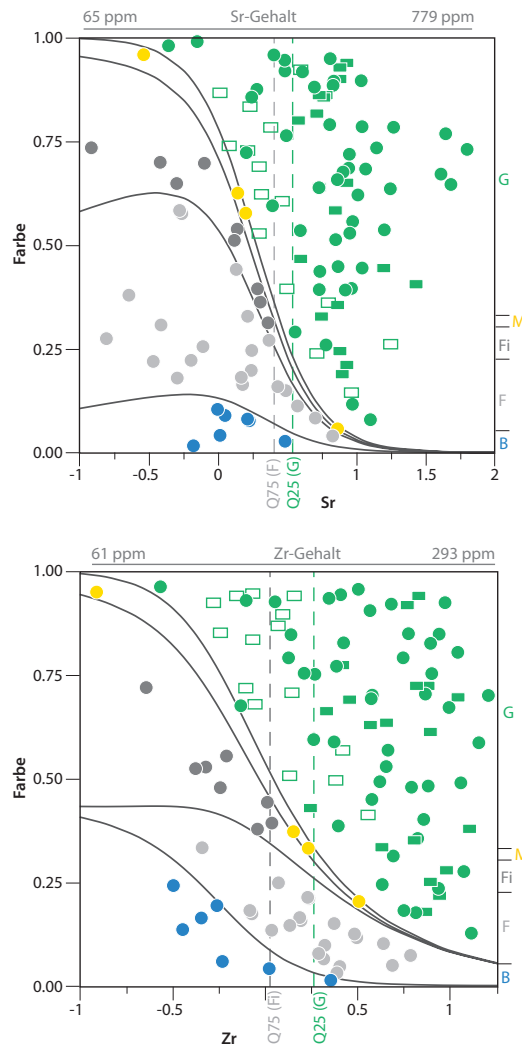 65 ppm Sr-Gehalt 779 ppm
1.00
0.75
0.50
0.25
0.00
Farbe
G
M
Fi
F
B
-1 -0.5 0 0.5 1 1.5 2
Q75 (F)
Q25 (G)
Sr
61 ppm Zr-Gehalt 293 ppm
1.00
0.75
0.50
0.25
0.00
Farbe
G
M
Fi
F
B
-1 -0.5 0.5 1
Q75 (Fi)
Q25 (G)
Zr